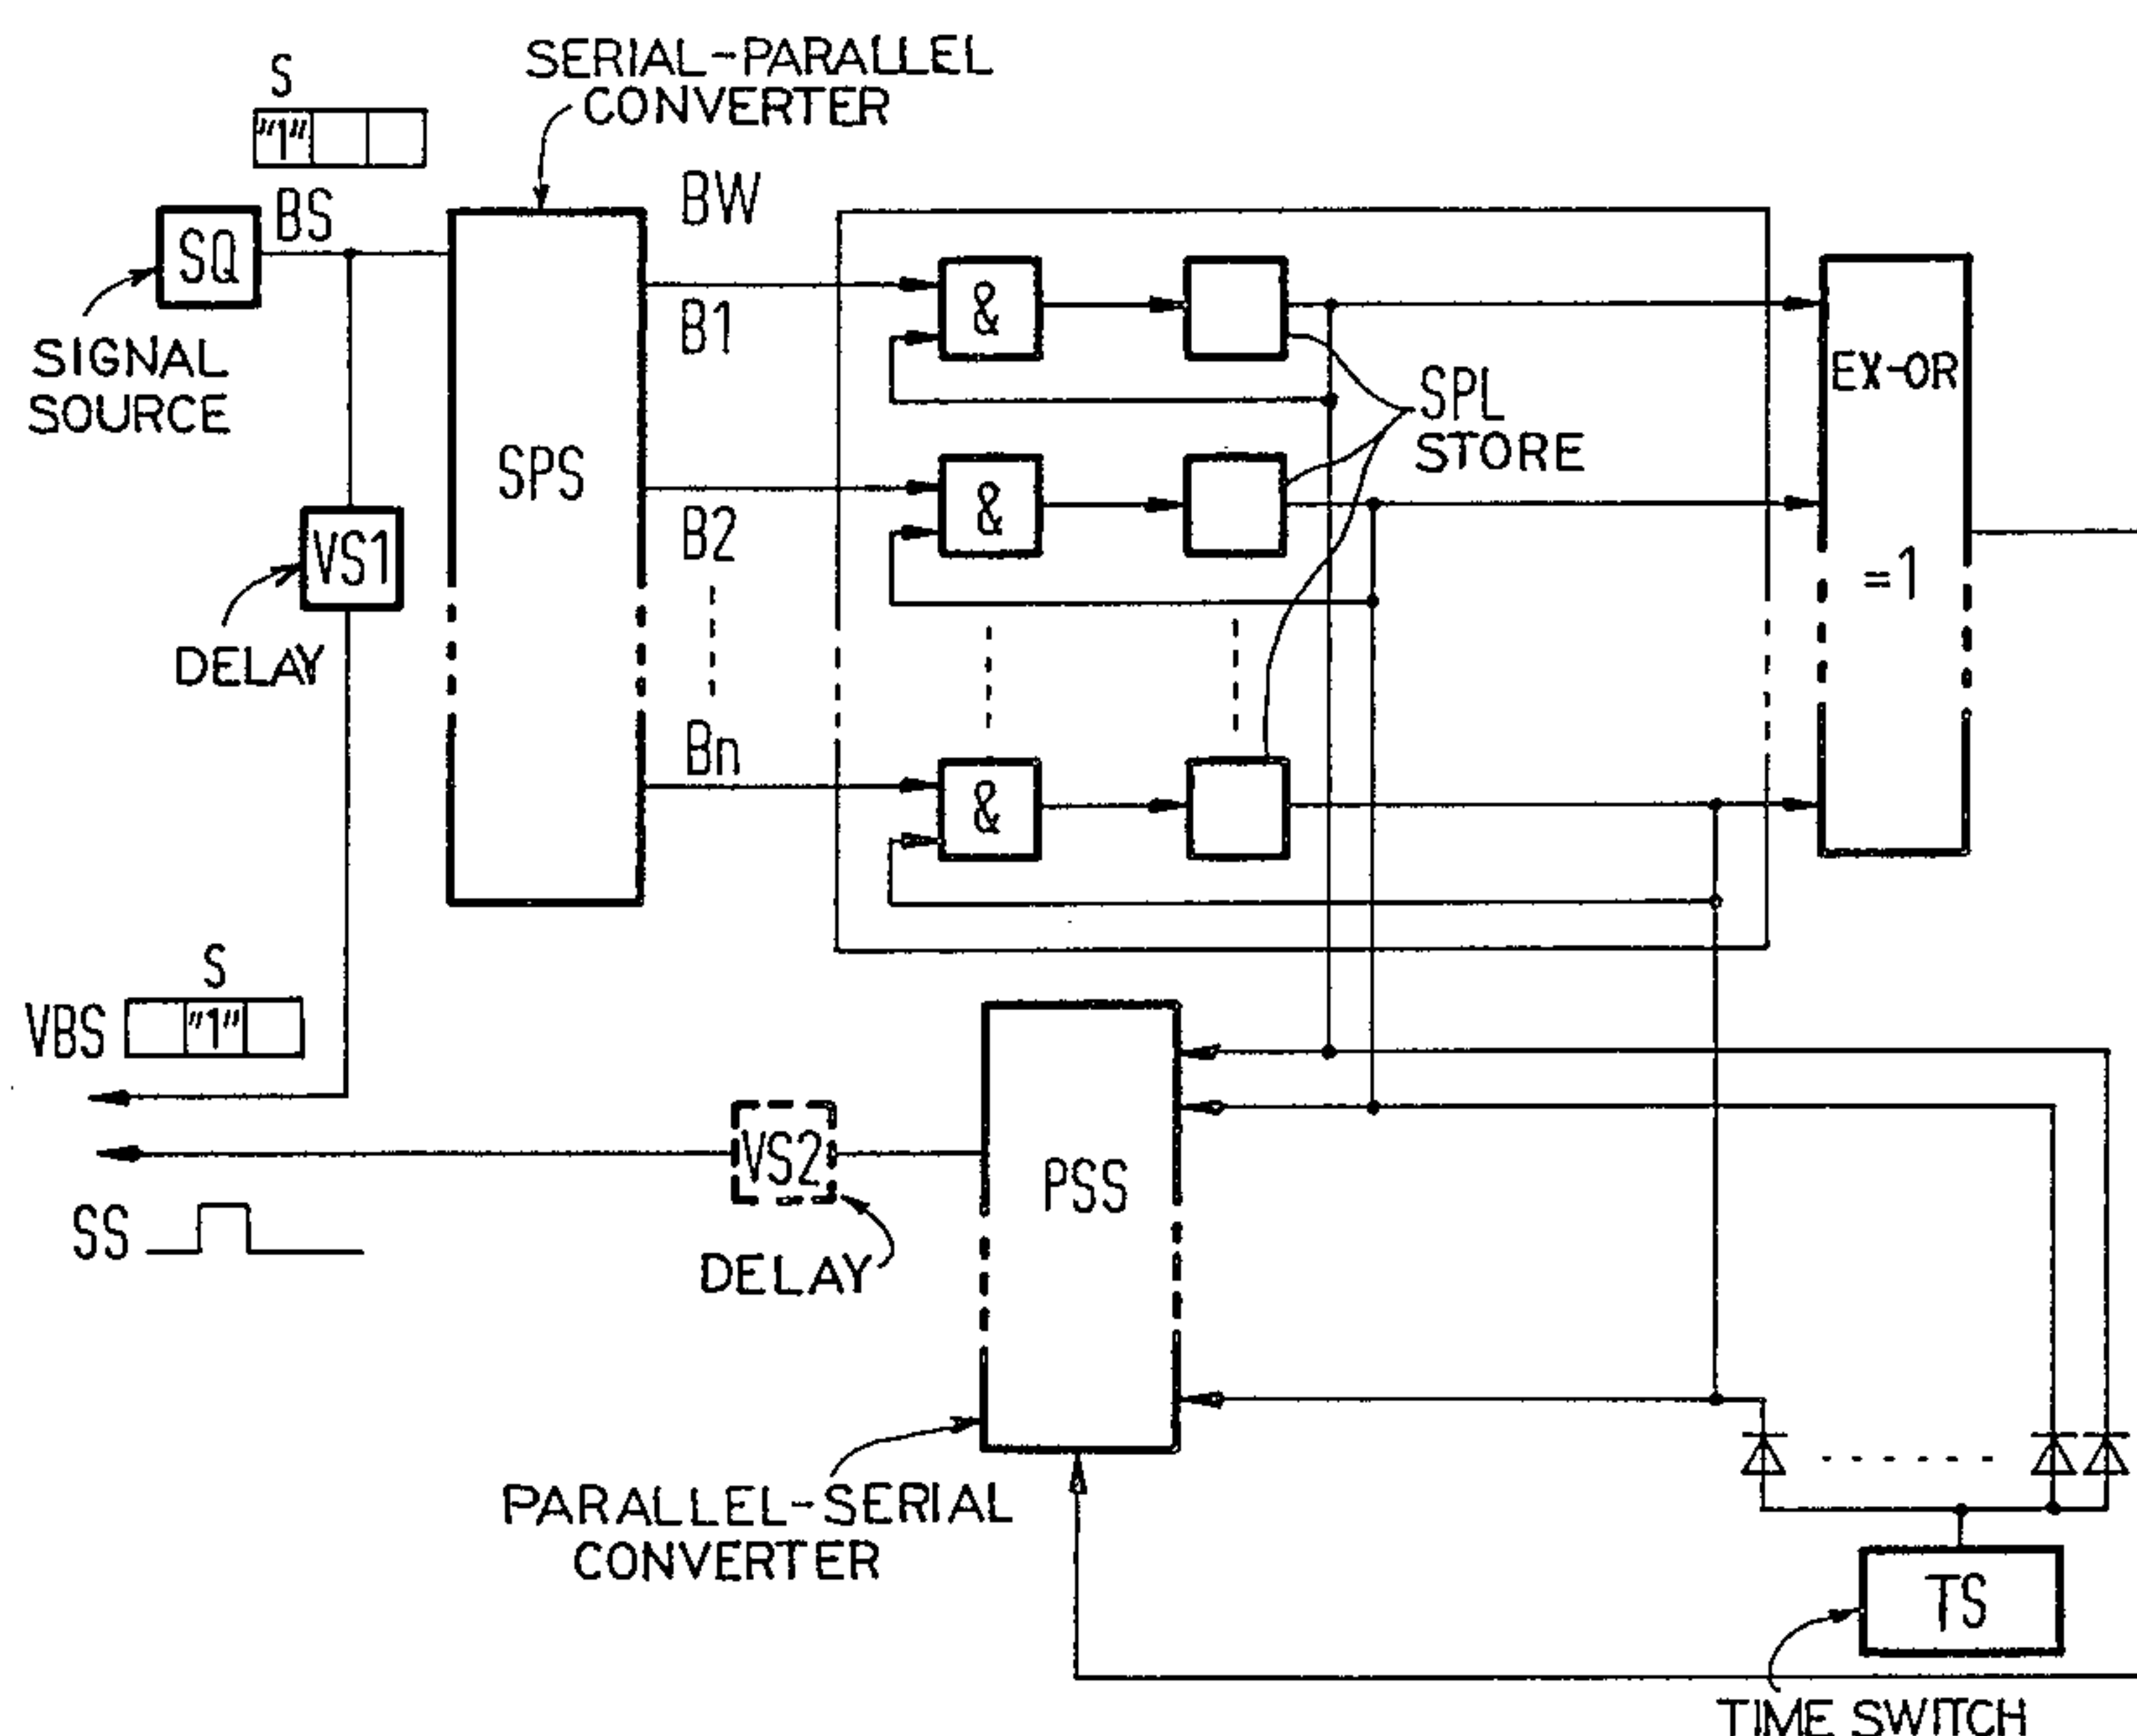 SERIAL-PARALLEL
CONVERTER
S
"1"
BS
BW
SQ
SIGNAL
SOURCE
B1
&
EX-OR
SPL
STORE
SPS
B2
&
=1
VS1
DELAY
Bn
&
S
VBS "1"
VS2
PSS
SS
DELAY
PARALLEL-SERIAL
CONVERTER
TS
TIME SWITCH